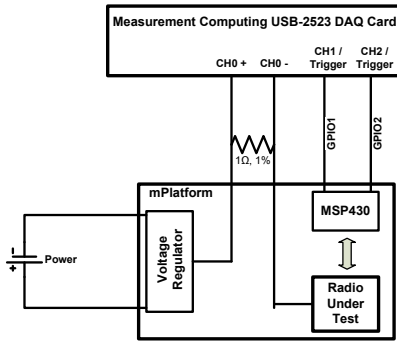 Measurement Computing USB-2523 DAQ Card
CH0 +
CH0 -
CH1 /
Trigger
CH2 /
Trigger
GPIO1
GPIO2
1Ω, 1%
mPlatform
MSP430
Voltage
Regulator
Power
Radio
Under
Test